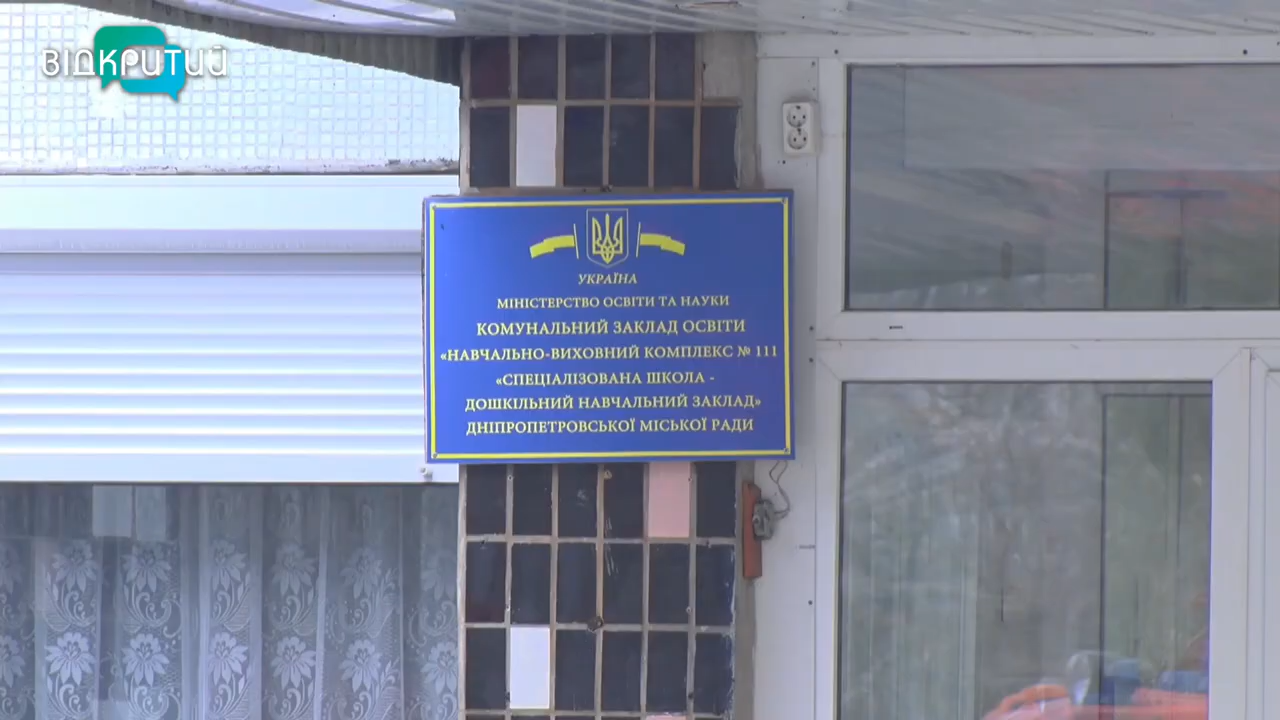 ВІДКРИТИЙ
УКРАЇНА
МІНІСТЕРСТВО ОСВІТИ ТА НАУКИ
КОМУНАЛЬНИЙ ЗАКЛАД ОСВІТИ
«НАВЧАЛЬНО-ВИХОВНИЙ КОМПЛЕКС № 111
«СПЕЦІАЛІЗОВАНА ШКОЛА -
ДОШКІЛЬНИЙ НАВЧАЛЬНИЙ ЗАКЛАД»
ДНІПРОПЕТРОВСЬКОЇ МІСЬКОЇ РАДИ